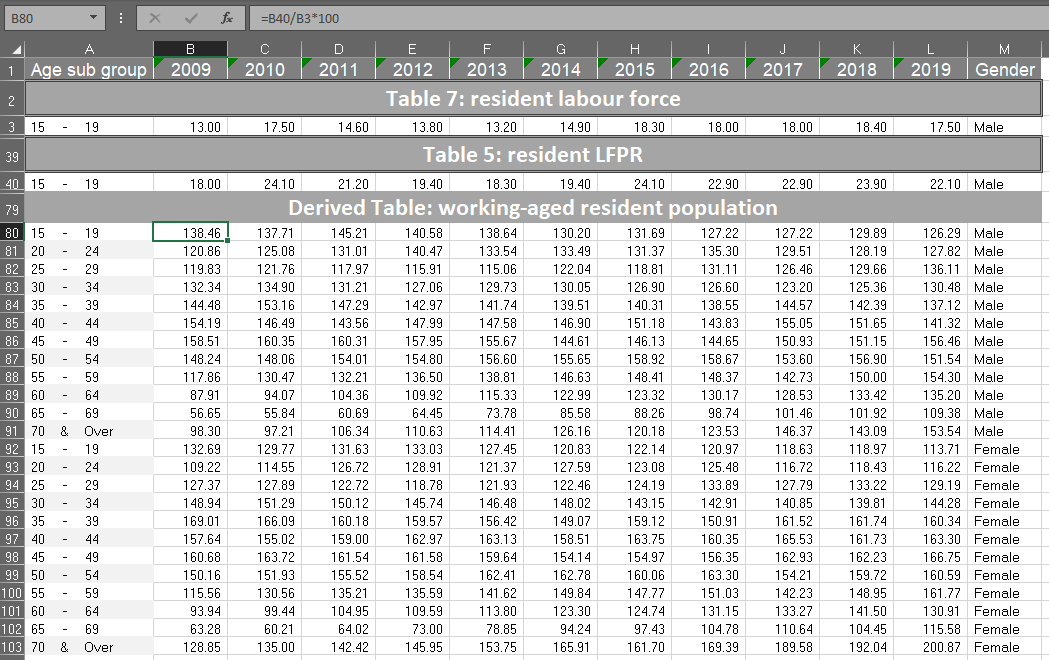 B80 fx =B40/B3*100
A B C D E F G H I J K L M
1 Age sub group 2009 2010 2011 2012 2013 2014 2015 2016 2017 2018 2019 Gender
2 Table 7: resident labour force
3 15 - 19 13.00 17.50 14.60 13.80 13.20 14.90 18.30 18.00 18.00 18.40 17.50 Male
39 Table 5: resident LFPR
40 15 - 19 18.00 24.10 21.20 19.40 18.30 19.40 24.10 22.90 22.90 23.90 22.10 Male
79 Derived Table: working-aged resident population
80 15 - 19 138.46 137.71 145.21 140.58 138.64 130.20 131.69 127.22 127.22 129.89 126.29 Male
81 20 - 24 120.86 125.08 131.01 140.47 133.54 133.49 131.37 135.30 129.51 128.19 127.82 Male
82 25 - 29 119.83 121.76 117.97 115.91 115.06 122.04 118.81 131.11 126.46 129.66 136.11 Male
83 30 - 34 132.34 134.90 131.21 127.06 129.73 130.05 126.90 126.60 123.20 125.36 130.48 Male
84 35 - 39 144.48 153.16 147.29 142.97 141.74 139.51 140.31 138.55 144.57 142.39 137.12 Male
85 40 - 44 154.19 146.49 143.56 147.99 147.58 146.90 151.18 143.83 155.05 151.65 141.32 Male
86 45 - 49 158.51 160.35 160.31 157.95 155.67 144.61 146.13 144.65 150.93 151.15 156.46 Male
87 50 - 54 148.24 148.06 154.01 154.80 156.60 155.65 158.92 158.67 153.60 156.90 151.54 Male
88 55 - 59 117.86 130.47 132.21 136.50 138.81 146.63 148.41 148.37 142.73 150.00 154.30 Male
89 60 - 64 87.91 94.07 104.36 109.92 115.33 122.99 123.32 130.17 128.53 133.42 135.20 Male
90 65 - 69 56.65 55.84 60.69 64.45 73.78 85.58 88.26 98.74 101.46 101.92 109.38 Male
91 70 & Over 98.30 97.21 106.34 110.63 114.41 126.16 120.18 123.53 146.37 143.09 153.54 Male
92 15 - 19 132.69 129.77 131.63 133.03 127.45 120.83 122.14 120.97 118.63 118.97 113.71 Female
93 20 - 24 109.22 114.55 126.72 128.91 121.37 127.59 123.08 125.48 116.72 118.43 116.22 Female
94 25 - 29 127.37 127.89 122.72 118.78 121.93 122.46 124.19 133.89 127.79 133.22 129.19 Female
95 30 - 34 148.94 151.29 150.12 145.74 146.48 148.02 143.15 142.91 140.85 139.81 144.28 Female
96 35 - 39 169.01 166.09 160.18 159.57 156.42 149.07 159.12 150.91 161.52 161.74 160.34 Female
97 40 - 44 157.64 155.02 159.00 162.97 163.13 158.51 163.75 160.35 165.53 161.73 163.30 Female
98 45 - 49 160.68 163.72 161.54 161.58 159.64 154.14 154.97 156.35 162.93 162.23 166.75 Female
99 50 - 54 150.16 151.93 155.52 158.54 162.41 162.78 160.06 163.30 154.21 159.72 160.59 Female
100 55 - 59 115.56 130.56 135.21 135.59 141.62 149.84 147.77 151.03 142.23 148.95 161.77 Female
101 60 - 64 93.94 99.44 104.95 109.59 113.80 123.30 124.74 131.15 133.27 141.50 130.91 Female
102 65 - 69 63.28 60.21 64.02 73.00 78.85 94.24 97.43 104.78 110.64 104.45 115.58 Female
103 70 & Over 128.85 135.00 142.42 145.95 153.75 165.91 161.70 169.39 189.58 192.04 200.87 Female